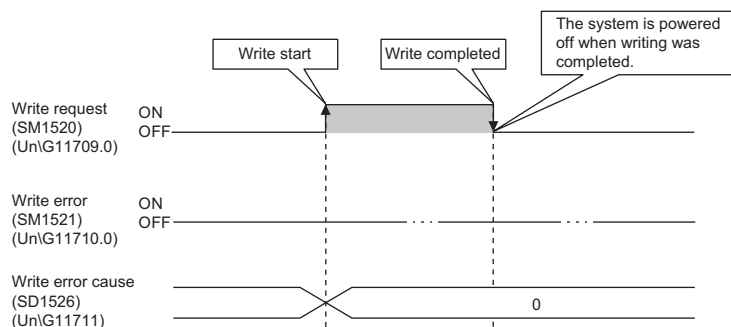 The system is powered
off when writing was
completed.
Write start
Write completed
Write request
(SM1520)
(Un\G11709.0)
ON
OFF
Write error
(SM1521)
(Un\G11710.0)
ON
OFF
Write error cause
(SD1526)
(Un\G11711)
0